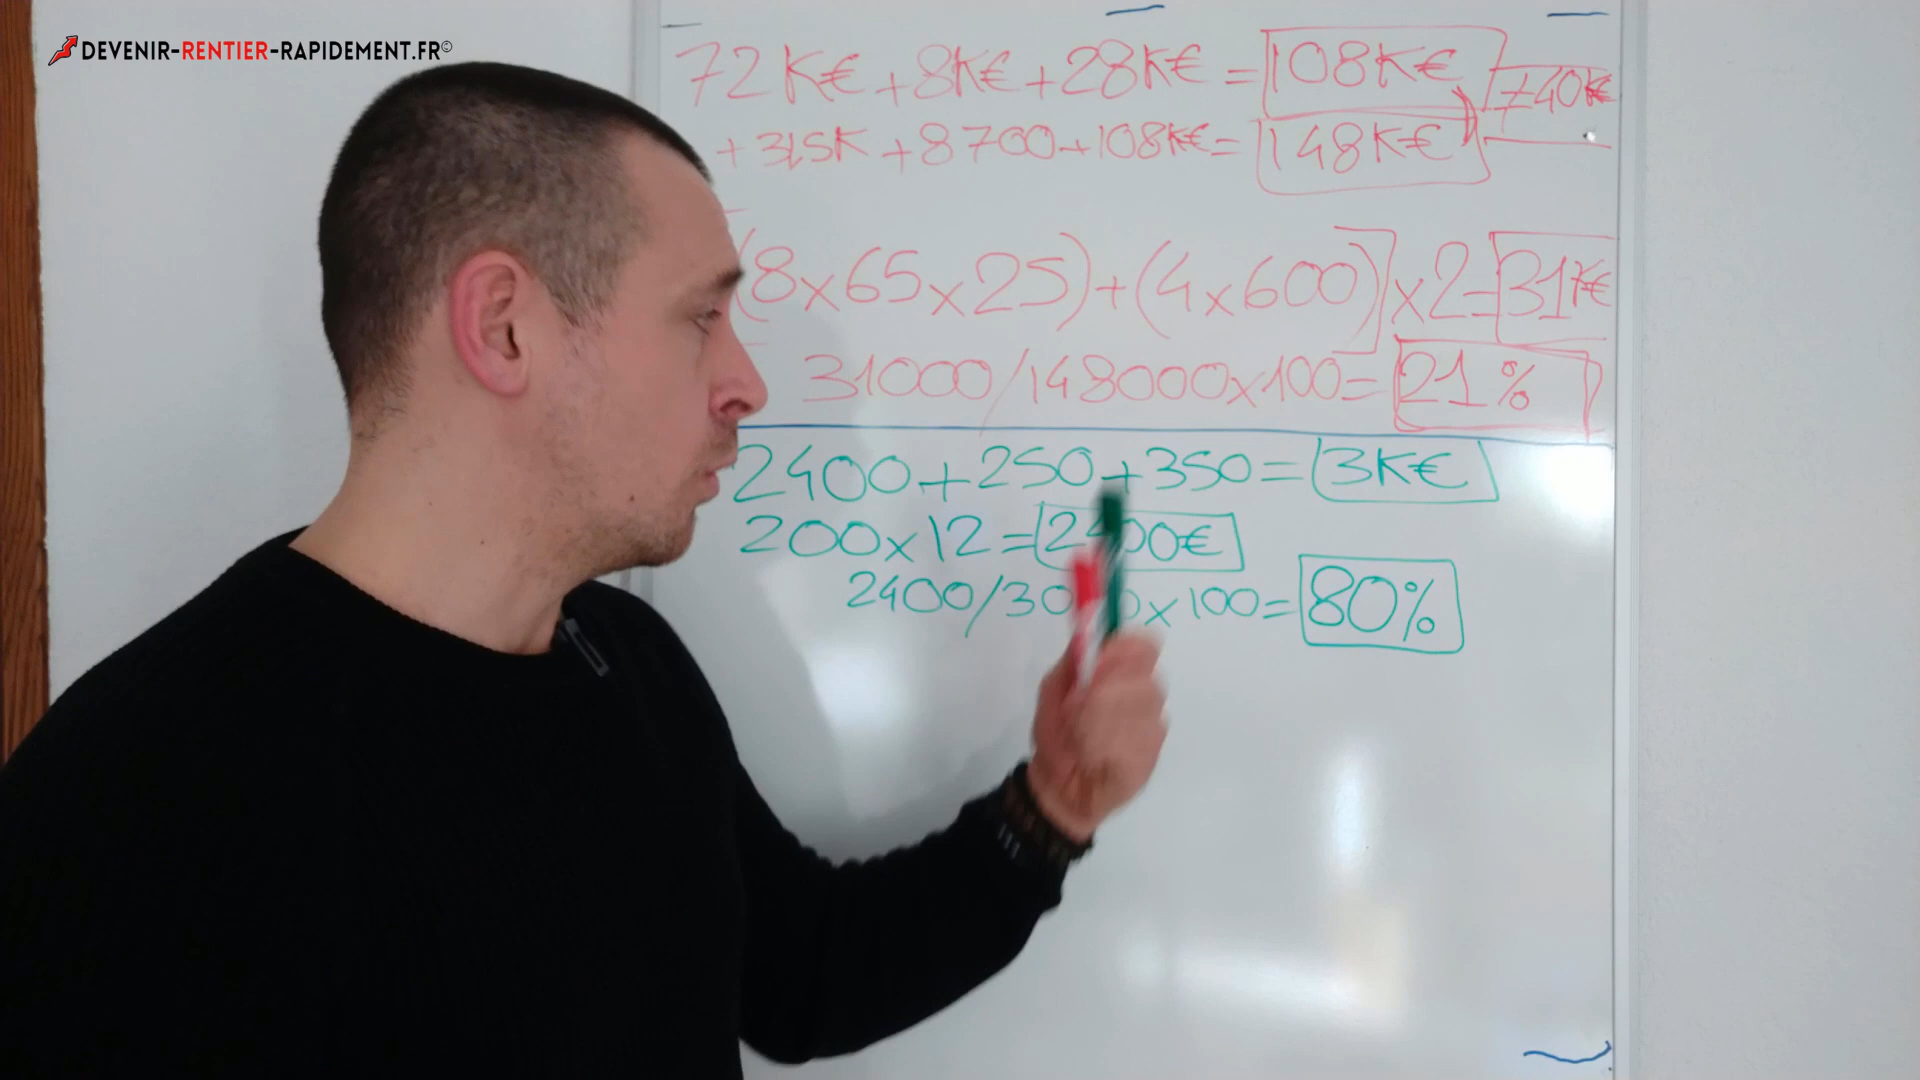 DEVENIR-RENTIER-RAPIDEMENT.FR©
72K€ + 8K€ + 28K€ = 108K€
+40K€
+ 31,5K + 8700 + 108K€ = 148K€
(8x65x25) + (4x600)] x2 = 31K€
31000/148000x100 = 21%
2400 + 250 + 350 = 3K€
200x12 = 2400€
2400/3000x100 = 80%